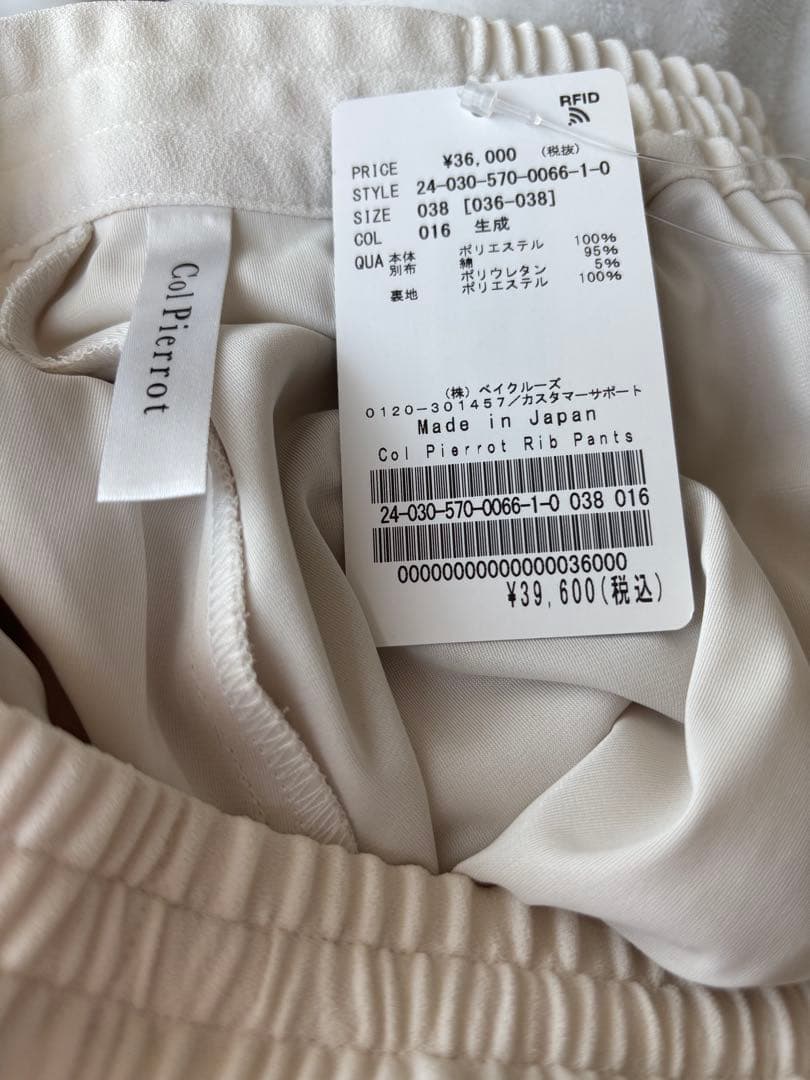 Col Pierrot
RFID
PRICE ¥36,000 (税抜)
STYLE 24-030-570-0066-1-0
SIZE 038 [036-038]
COL 016 生成
QUA 本体 ポリエステル 100%
別布 綿 95%
ポリウレタン 5%
裏地 ポリエステル 100%
(株) ベイクルーズ
0120-301457/カスタマーサポート
Made in Japan
Col Pierrot Rib Pants
24-030-570-0066-1-0 038 016
00000000000000036000
¥39,600(税込)